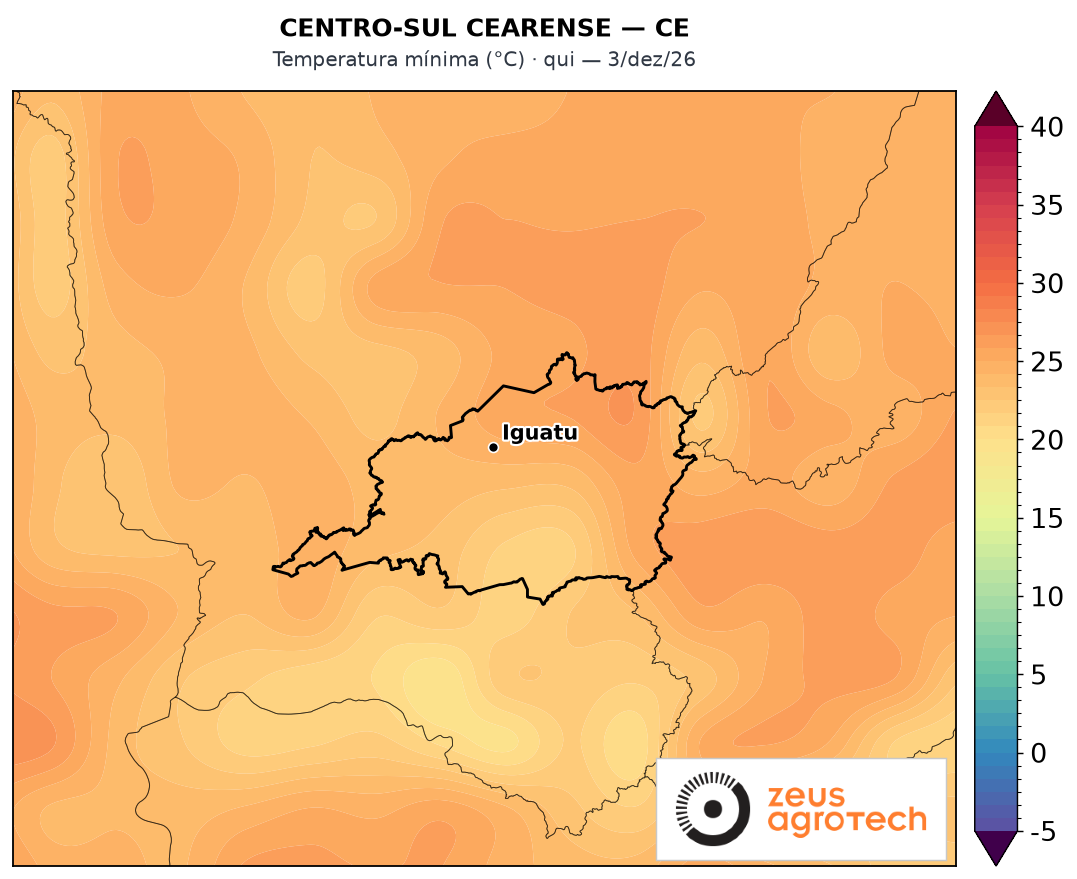 CENTRO-SUL CEARENSE — CE
Temperatura mínima (°C) · qui — 3/dez/26
Iguatu
40
35
30
25
20
15
10
5
0
-5
zeus
agrotech